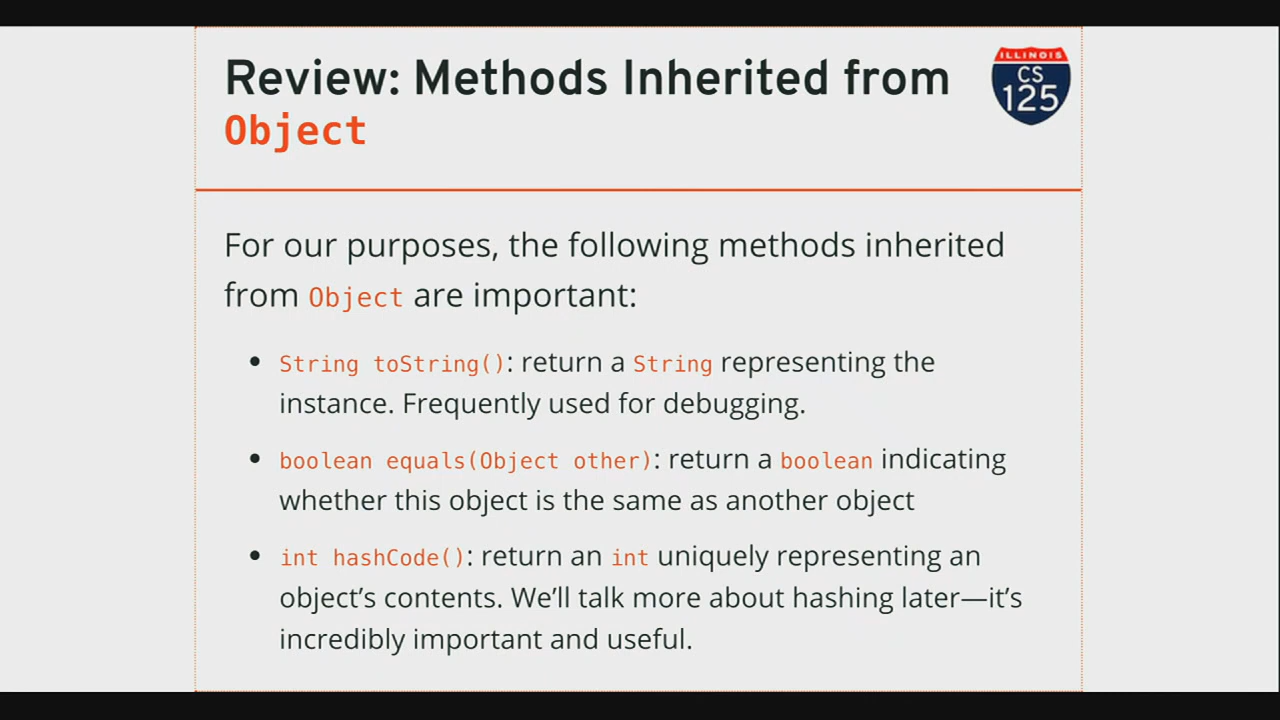 Review: Methods Inherited from
Object
ILLINOIS
CS
125
For our purposes, the following methods inherited
from Object are important:
• String toString(): return a String representing the
instance. Frequently used for debugging.
• boolean equals(Object other): return a boolean indicating
whether this object is the same as another object
• int hashCode(): return an int uniquely representing an
object’s contents. We’ll talk more about hashing later—it’s
incredibly important and useful.